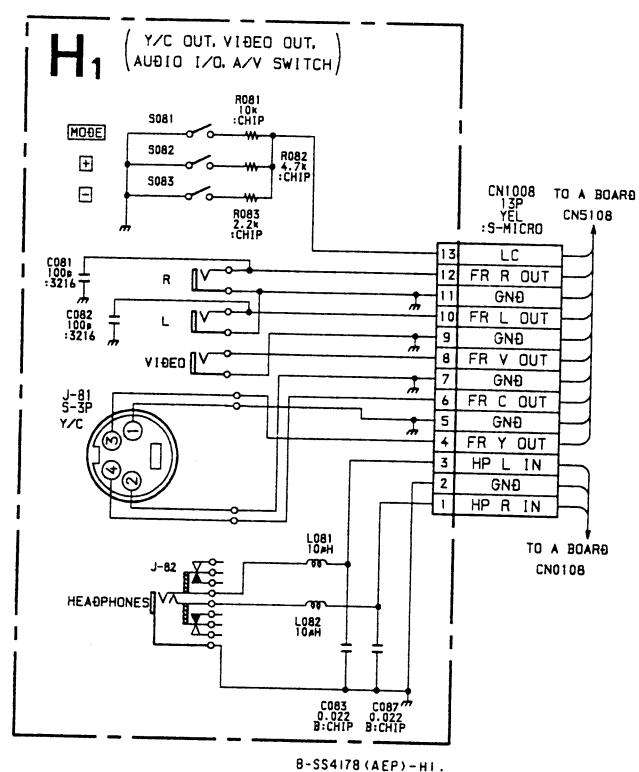 H1
(Y/C OUT, VIDEO OUT,
AUDIO I/O, A/V SWITCH)
MODE
+
-
S081
S082
S083
R081
10k
:CHIP
R082
4.7k
:CHIP
R083
2.2k
:CHIP
CN1008
13P
YEL
:S-MICRO
TO A BOARD
CN5108
13 LC
12 FR R OUT
11 GND
10 FR L OUT
9 GND
8 FR V OUT
7 GND
6 FR C OUT
5 GND
4 FR Y OUT
3 HP L IN
2 GND
1 HP R IN
TO A BOARD
CN0108
C081
100p
:3216
R
C082
100p
:3216
L
VIDEO
J-81
S-3P
Y/C
3
1
4
2
J-82
HEADPHONES
L081
10µH
L082
10µH
C083
0.022
B:CHIP
C087
0.022
B:CHIP
B-SS4178(AEP)-H1.